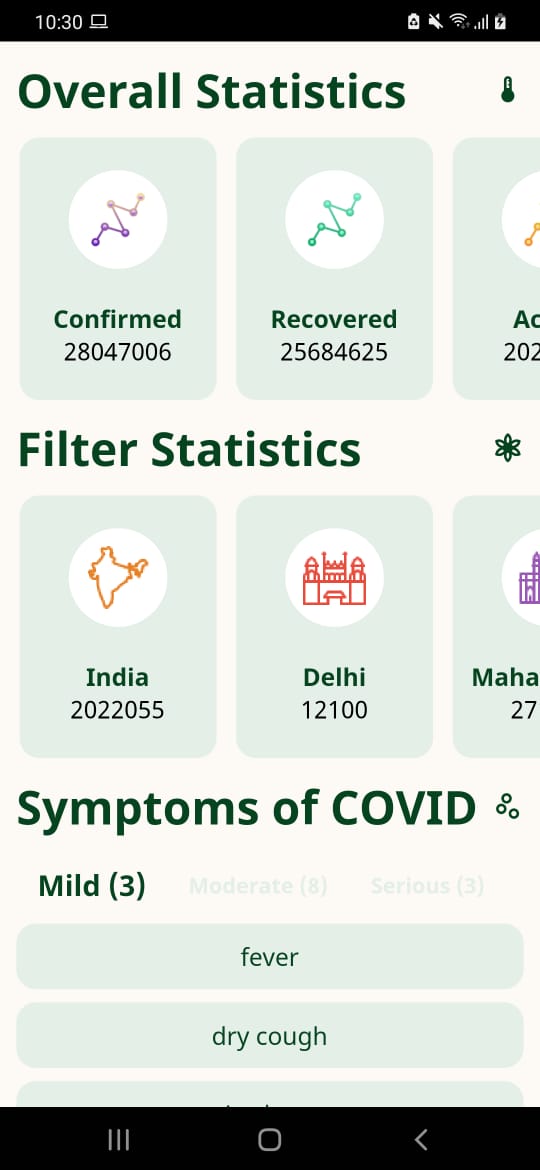 10:30
Overall Statistics
Confirmed
28047006
Recovered
25684625
Ac
202
Filter Statistics
India
2022055
Delhi
12100
Maha
27
Symptoms of COVID
Mild (3) Moderate (8) Serious (3)
fever
dry cough